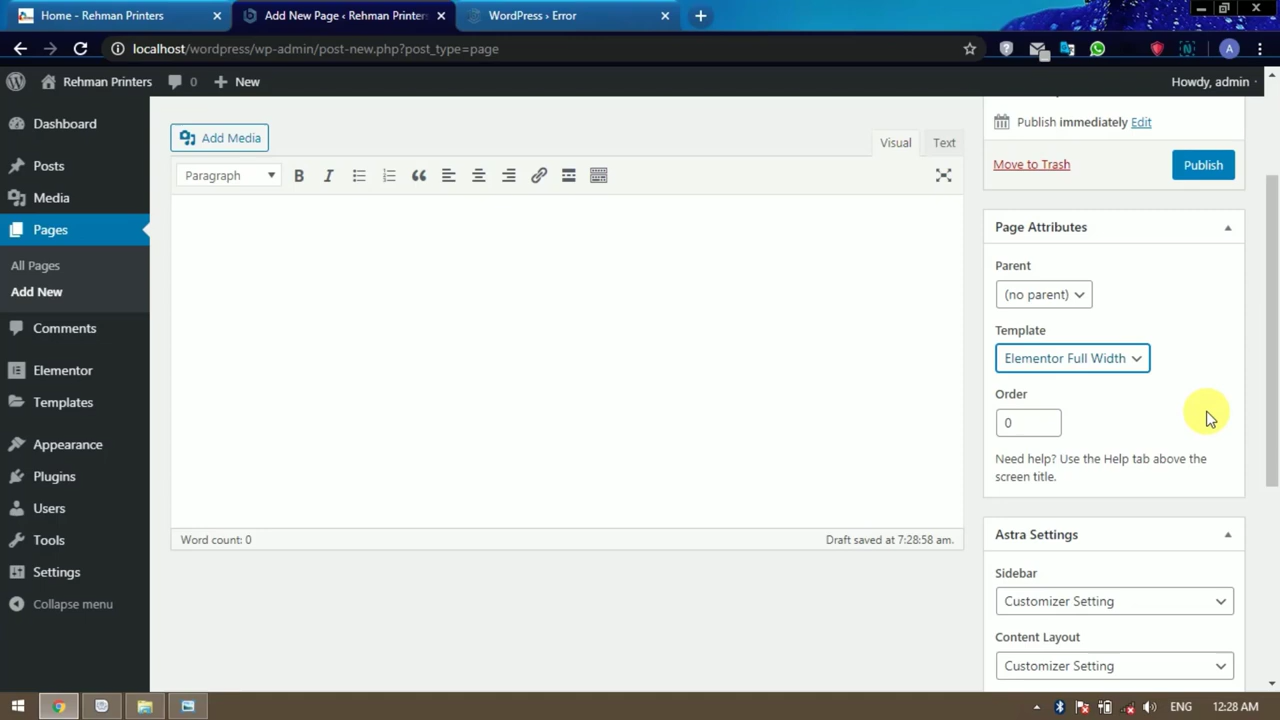 Home - Rehman Printers
Add New Page ‹ Rehman Printer
WordPress › Error
localhost/wordpress/wp-admin/post-new.php?post_type=page
A
Rehman Printers
0
New
Howdy, admin
Dashboard
Posts
Media
Pages
All Pages
Add New
Comments
Elementor
Templates
Appearance
Plugins
Users
Tools
Settings
Collapse menu
Add Media
Visual
Text
Paragraph
B
I
Word count: 0
Draft saved at 7:28:58 am.
Publish immediately Edit
Move to Trash
Publish
Page Attributes
Parent
(no parent)
Template
Elementor Full Width
Order
0
Need help? Use the Help tab above the
screen title.
Astra Settings
Sidebar
Customizer Setting
Content Layout
Customizer Setting
ENG
12:28 AM